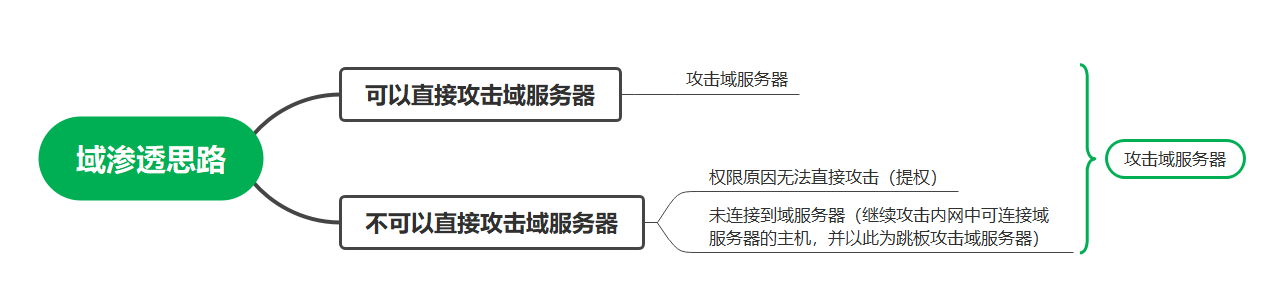 域渗透思路
可以直接攻击域服务器
攻击域服务器
不可以直接攻击域服务器
权限原因无法直接攻击（提权）
未连接到域服务器（继续攻击内网中可连接域
服务器的主机，并以此为跳板攻击域服务器）
攻击域服务器